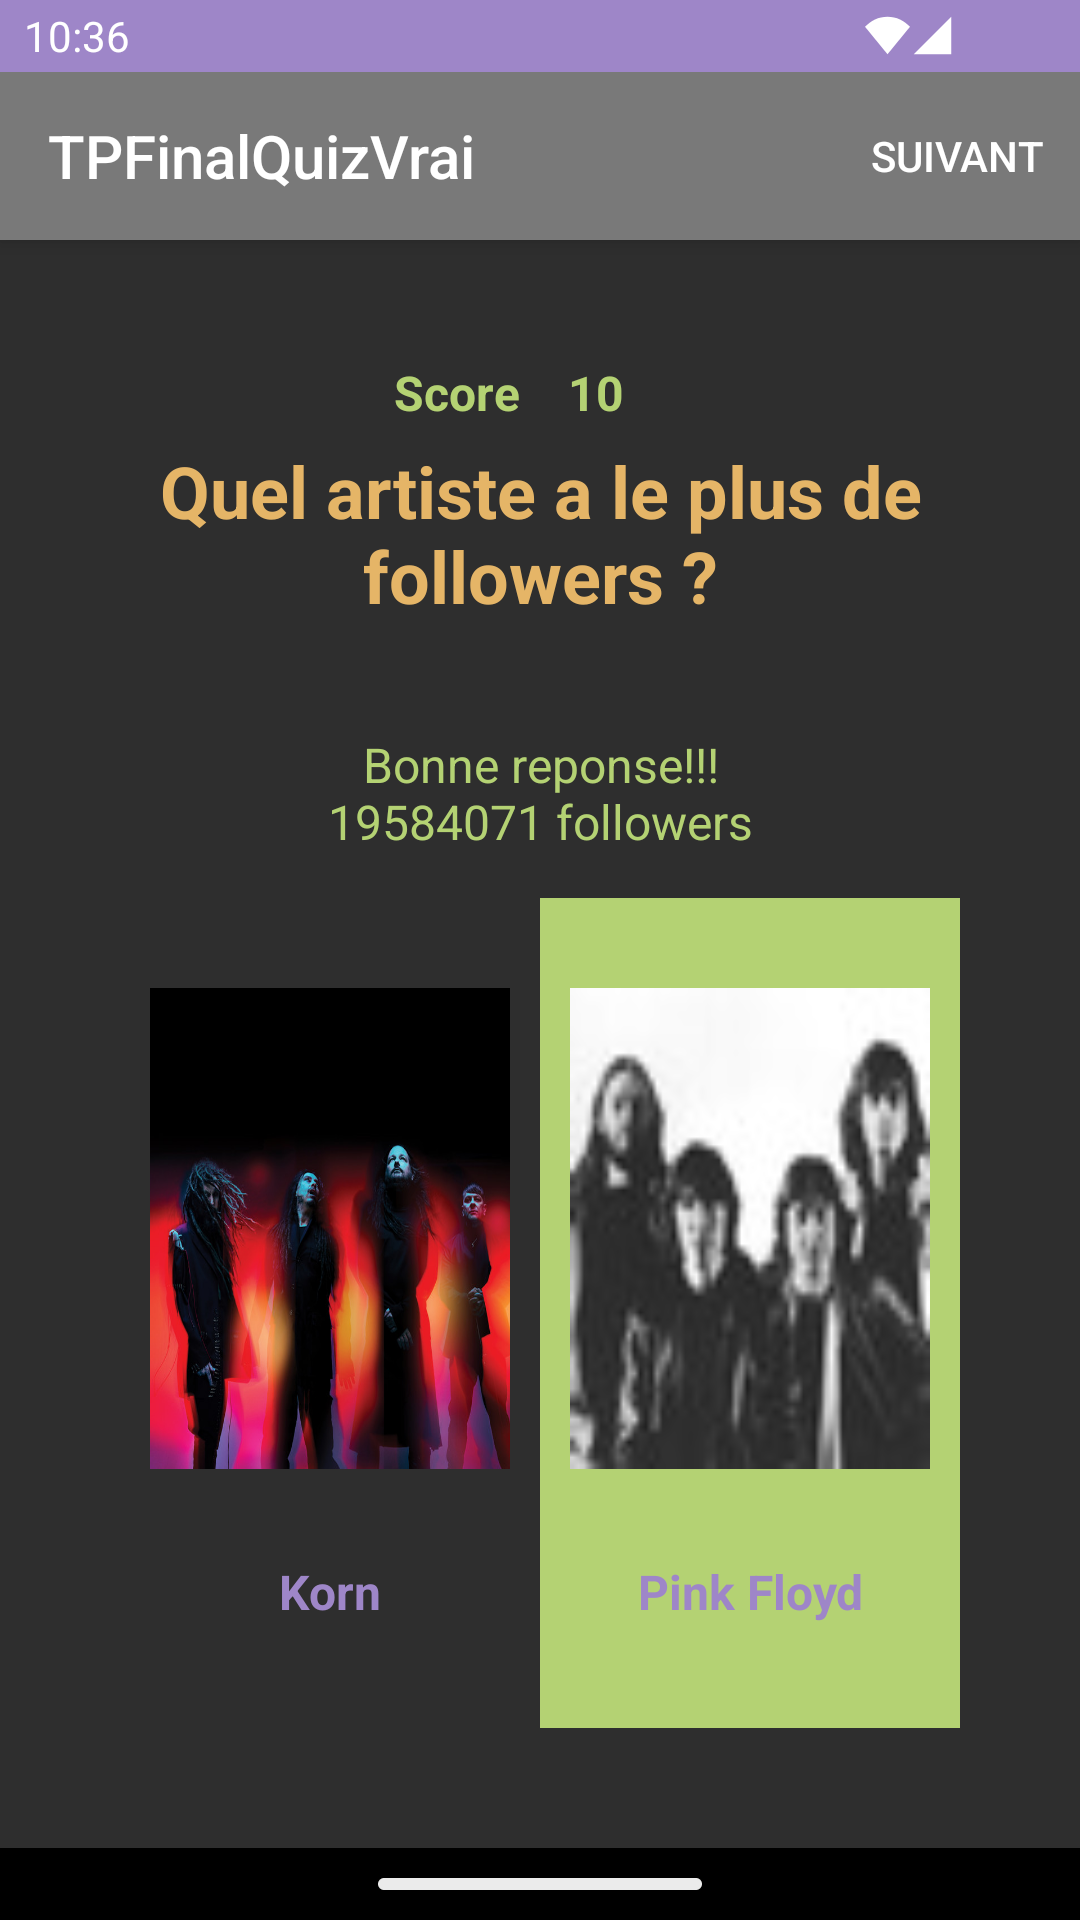 10:36
TPFinalQuizVrai
SUIVANT
Score 10
Quel artiste a le plus de
followers ?
Bonne reponse!!!
19584071 followers
Korn
Pink Floyd